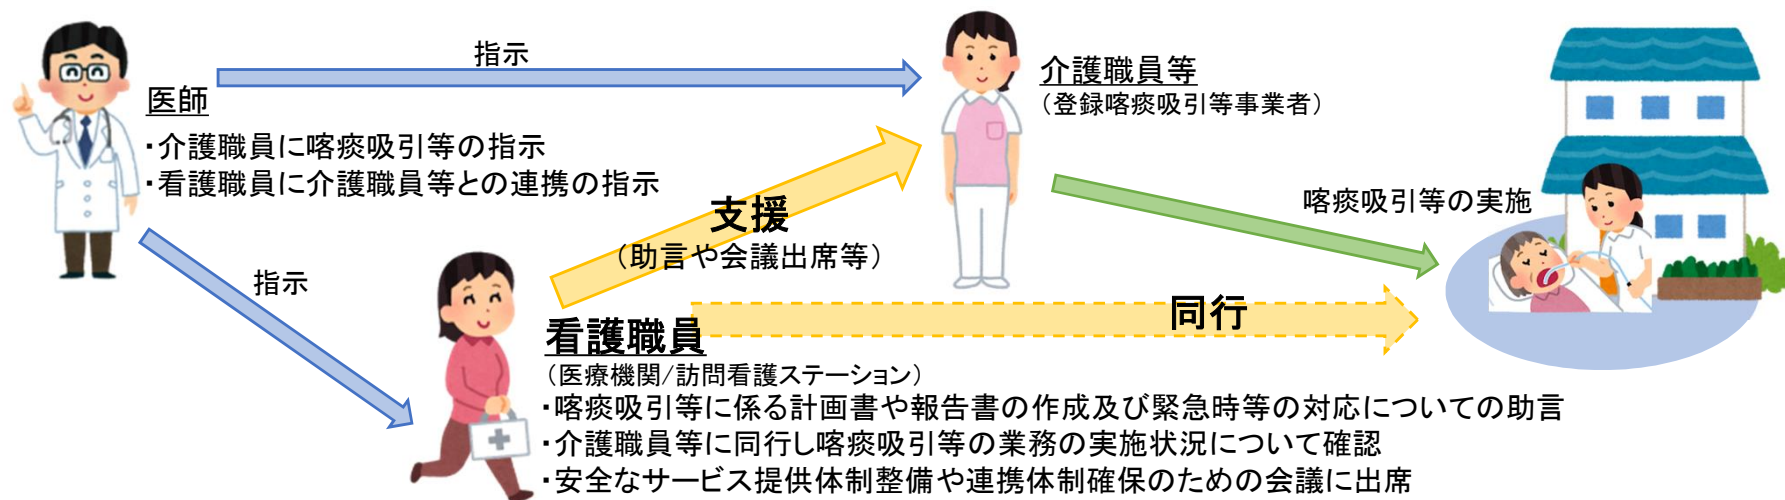 指示
医師
・介護職員に喀痰吸引等の指示
・看護職員に介護職員等との連携の指示
介護職員等
（登録喀痰吸引等事業者）
支援
（助言や会議出席等）
喀痰吸引等の実施
指示
同行
看護職員
（医療機関/訪問看護ステーション）
・喀痰吸引等に係る計画書や報告書の作成及び緊急時等の対応についての助言
・介護職員等に同行し喀痰吸引等の業務の実施状況について確認
・安全なサービス提供体制整備や連携体制確保のための会議に出席